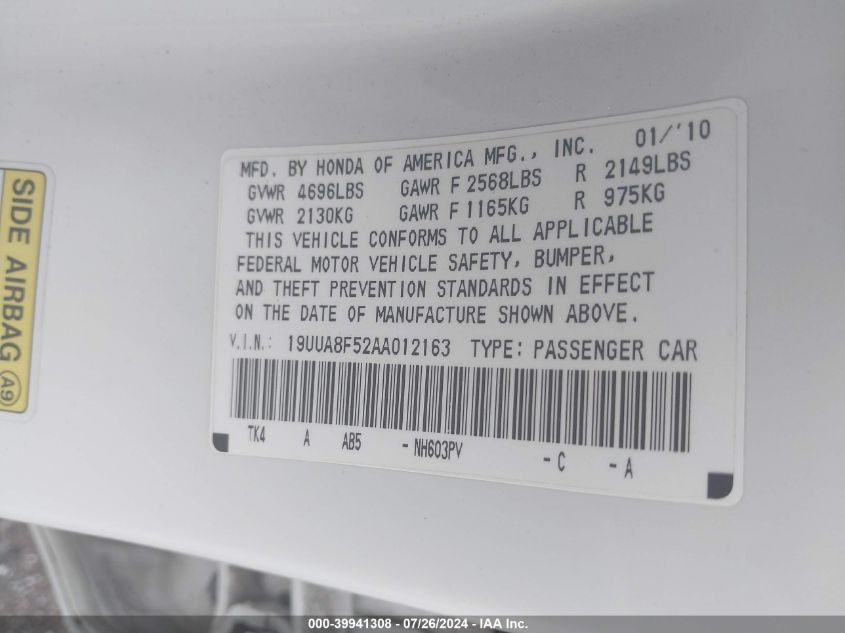 MFD. BY HONDA OF AMERICA MFG., INC. 01/'10
GVWR 4696LBS GAWR F 2568LBS R 2149LBS
GVWR 2130KG GAWR F 1165KG R 975KG
THIS VEHICLE CONFORMS TO ALL APPLICABLE
FEDERAL MOTOR VEHICLE SAFETY, BUMPER,
AND THEFT PREVENTION STANDARDS IN EFFECT
ON THE DATE OF MANUFACTURE SHOWN ABOVE.
V.I.N.: 19UUA8F52AA012163 TYPE: PASSENGER CAR
TK4 A AB5 - NH603PV - C - A
SIDE AIRBAG A9
000-39941308 / 07/26/2024 - IAA Inc.